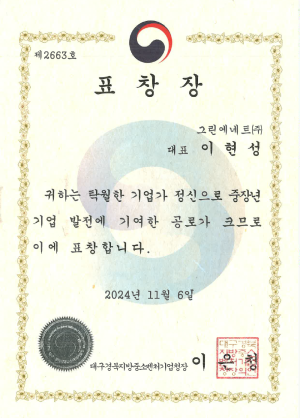 제2663호
표창장
그린에네트(주)
대표 이현성
귀하는 탁월한 기업가 정신으로 중장년
기업 발전에 기여한 공로가 크므로
이에 표창합니다.
2024년 11월 6일
대구경북지방중소벤처기업청장
이은청